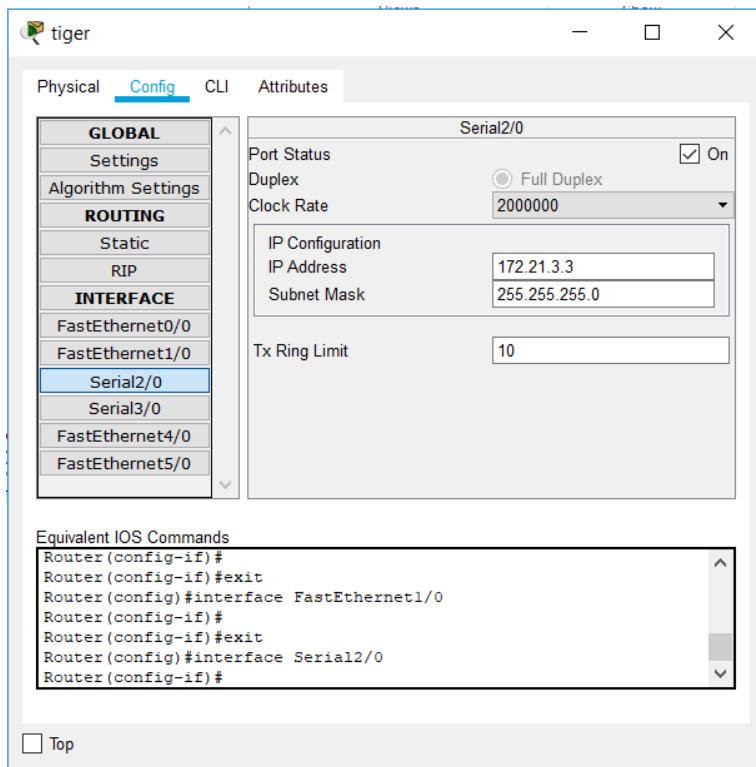 tiger
Physical Config CLI Attributes
GLOBAL
Settings
Algorithm Settings
ROUTING
Static
RIP
INTERFACE
FastEthernet0/0
FastEthernet1/0
Serial2/0
Serial3/0
FastEthernet4/0
FastEthernet5/0
Serial2/0
Port Status On
Duplex Full Duplex
Clock Rate 2000000
IP Configuration
IP Address 172.21.3.3
Subnet Mask 255.255.255.0
Tx Ring Limit 10
Equivalent IOS Commands
Router(config-if)#
Router(config-if)#exit
Router(config)#interface FastEthernet1/0
Router(config-if)#
Router(config-if)#exit
Router(config)#interface Serial2/0
Router(config-if)#
Top